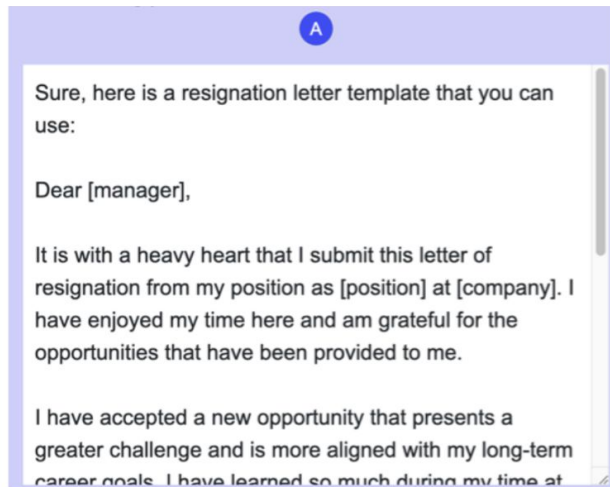 A
Sure, here is a resignation letter template that you can
use:
Dear [manager],
It is with a heavy heart that I submit this letter of
resignation from my position as [position] at [company]. I
have enjoyed my time here and am grateful for the
opportunities that have been provided to me.
I have accepted a new opportunity that presents a
greater challenge and is more aligned with my long-term
career goals. I have learned so much during my time at